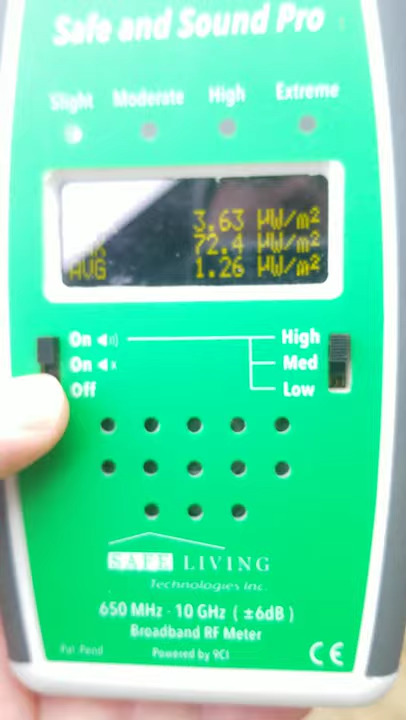 Safe and Sound Pro
Slight Moderate High Extreme
3.63 µW/m²
72.4 µW/m²
AVG 1.26 µW/m²
On High
On Med
Off Low
SAFE LIVING
Technologies Inc.
650 MHz - 10 GHz (±6dB)
Broadband RF Meter
Pat. Pend Powered by 9CI CE